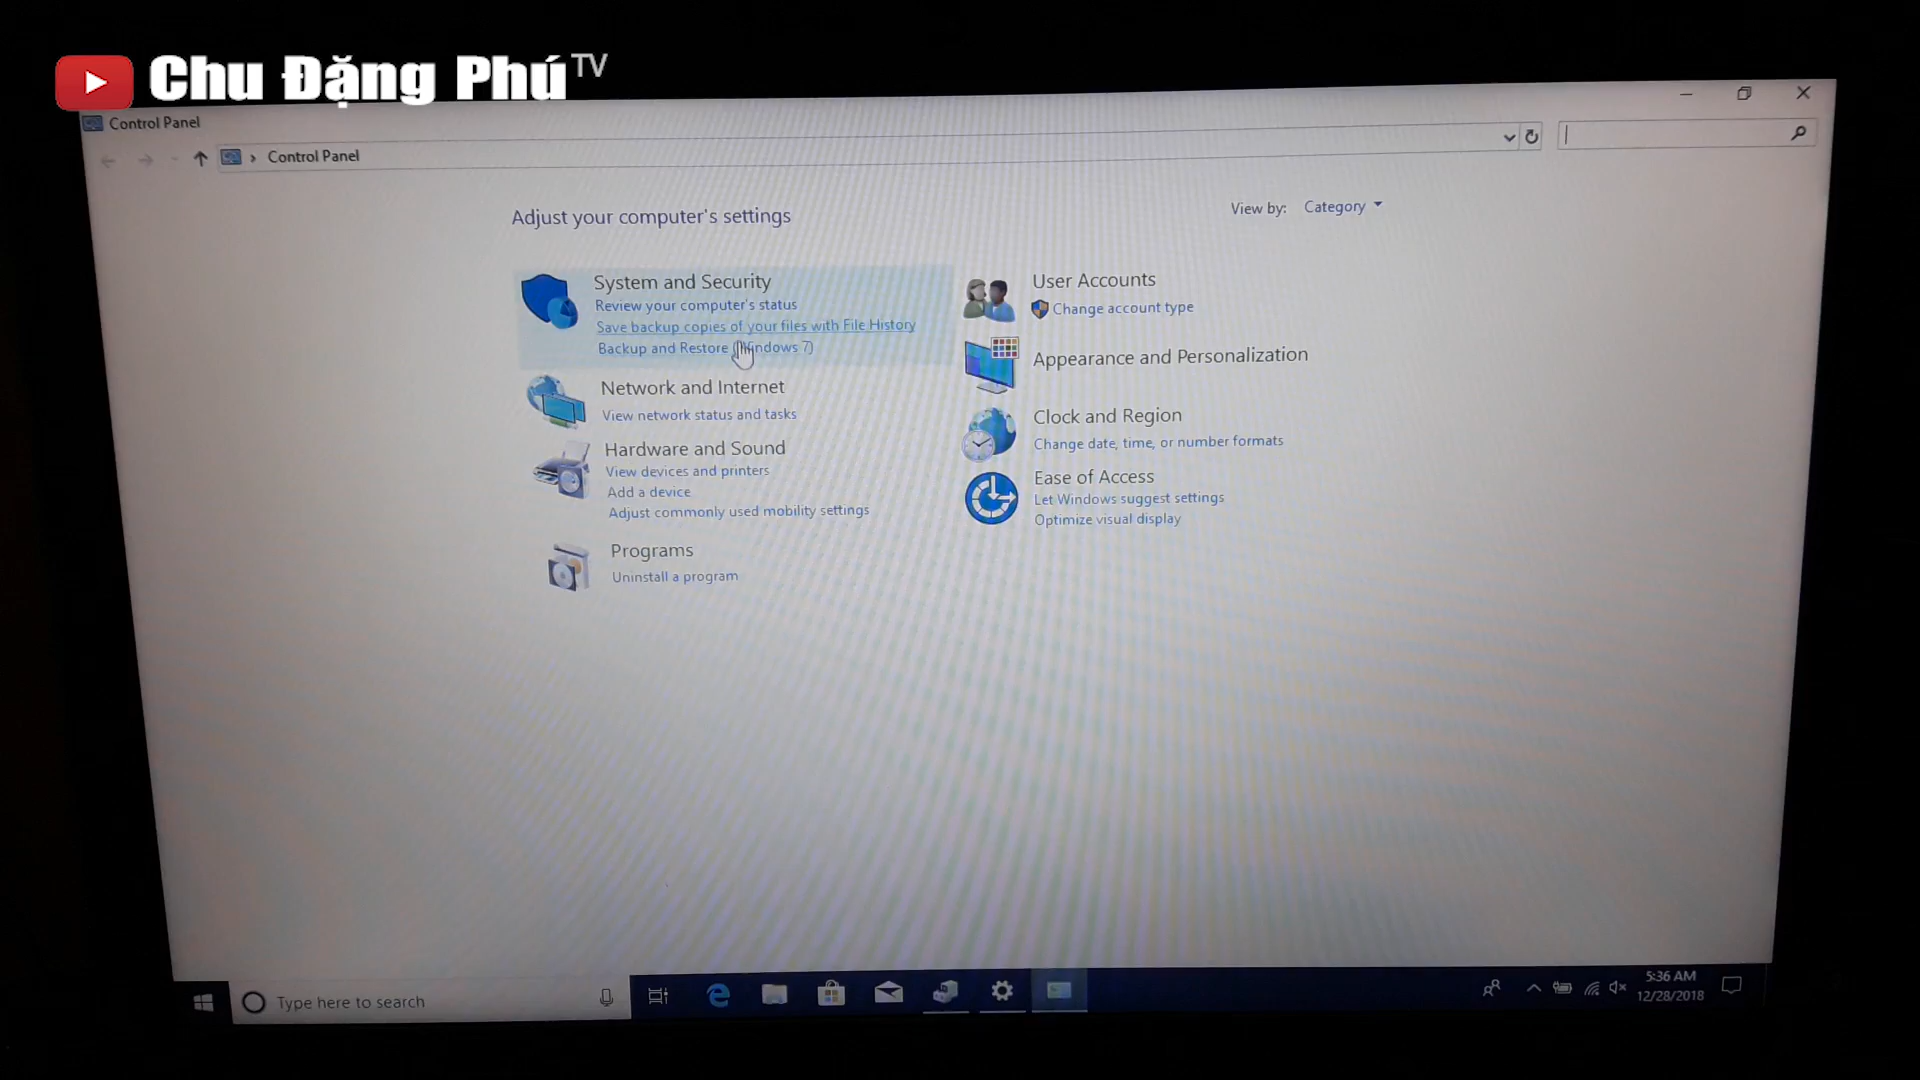 Chu Đặng Phú TV
Control Panel
Control Panel
Adjust your computer's settings
View by: Category
System and Security
Review your computer's status
Save backup copies of your files with File History
Backup and Restore (Windows 7)
Network and Internet
View network status and tasks
Hardware and Sound
View devices and printers
Add a device
Adjust commonly used mobility settings
Programs
Uninstall a program
User Accounts
Change account type
Appearance and Personalization
Clock and Region
Change date, time, or number formats
Ease of Access
Let Windows suggest settings
Optimize visual display
Type here to search
5:36 AM
12/28/2018